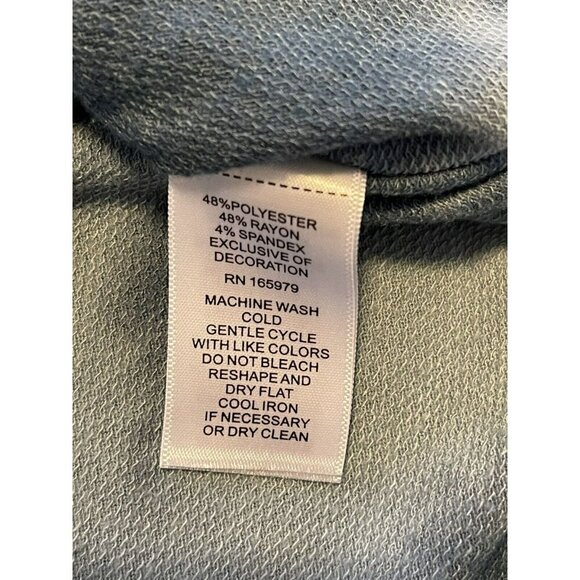 48%POLYESTER
48% RAYON
4% SPANDEX
EXCLUSIVE OF
DECORATION
RN 165979
MACHINE WASH
COLD
GENTLE CYCLE
WITH LIKE COLORS
DO NOT BLEACH
RESHAPE AND
DRY FLAT
COOL IRON
IF NECESSARY
OR DRY CLEAN